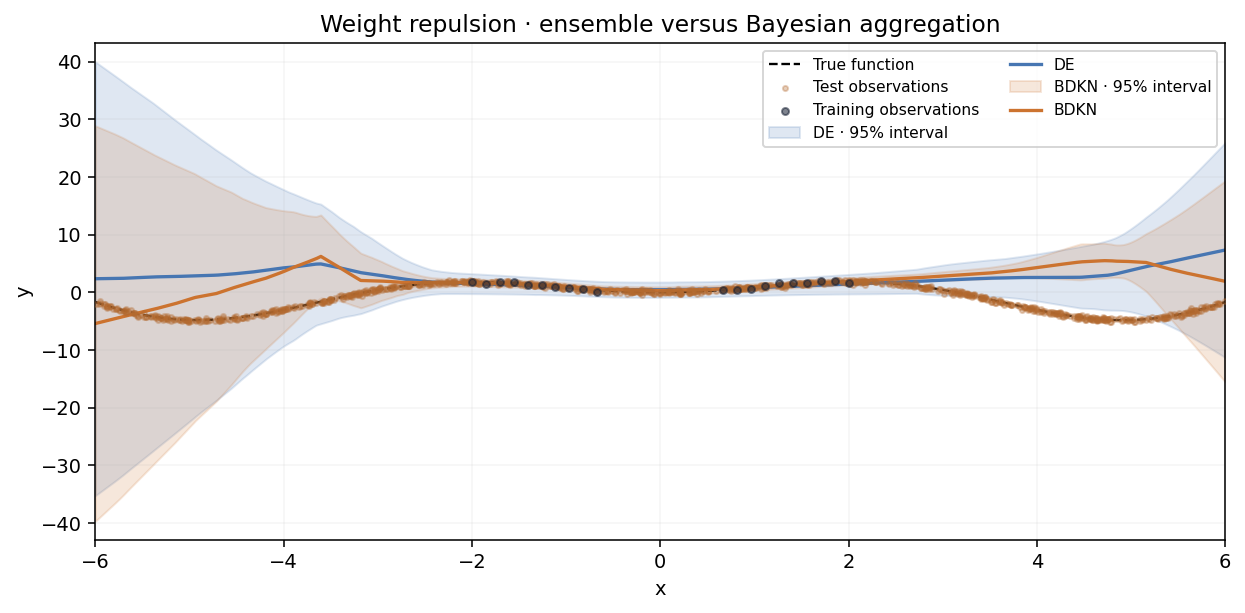 Weight repulsion · ensemble versus Bayesian aggregation
True function
Test observations
Training observations
DE · 95% interval
DE
BDKN · 95% interval
BDKN
40
30
20
10
0
−10
−20
−30
−40
y
−6
−4
−2
0
2
4
6
x